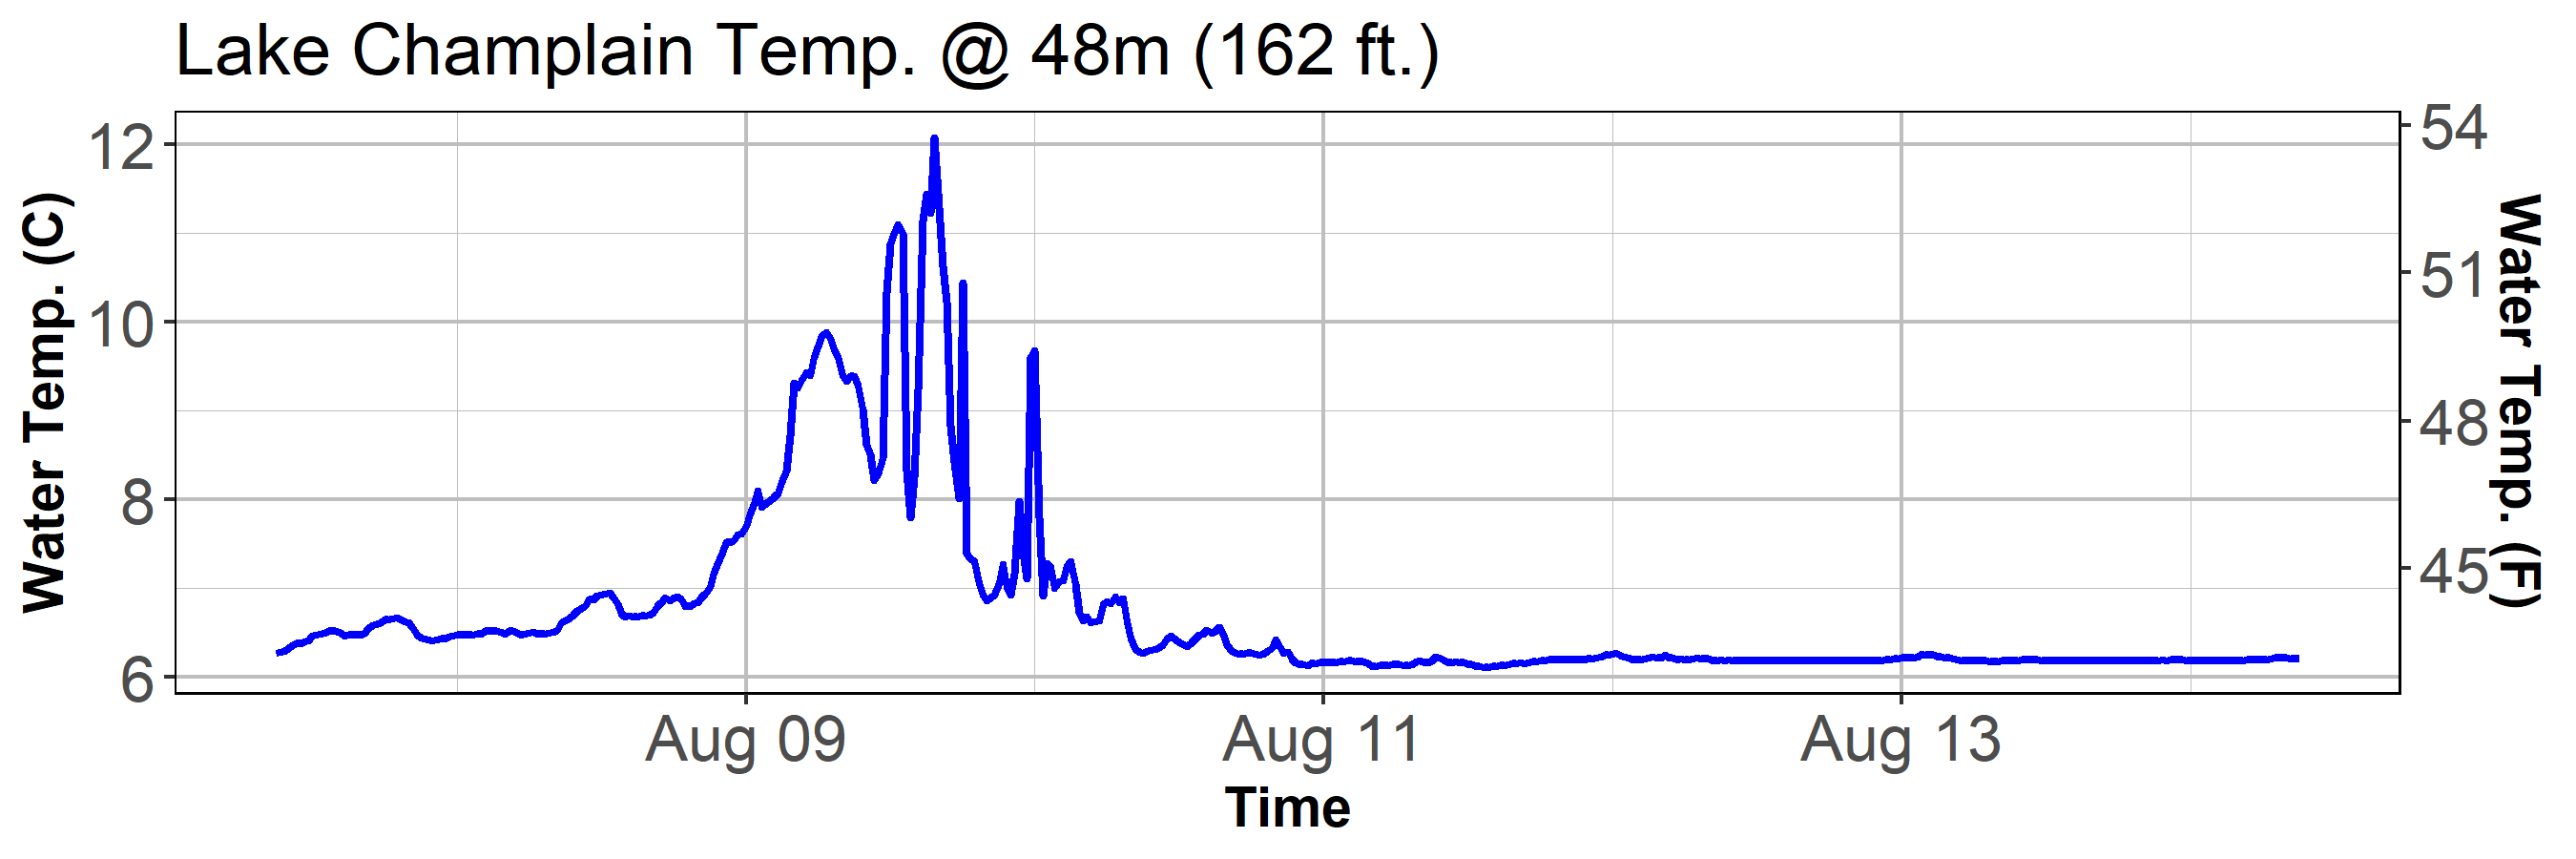 Lake Champlain Temp. @ 48m (162 ft.)
Water Temp. (C)
12
10
8
6
54
51
48
45
Water Temp. (F)
Aug 09 Aug 11 Aug 13
Time